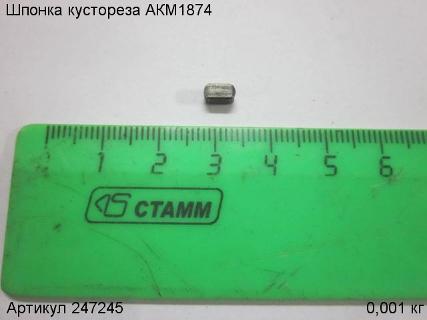 Шпонка кустореза АКМ1874
1 2 3 4 5 6
СТАММ
Артикул 247245
0,001 кг